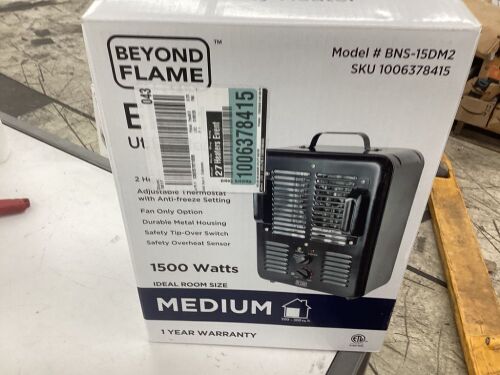 BEYOND
FLAME
™
Model # BNS-15DM2
SKU 1006378415
043
27 Heaters Event
1006378415
Adjustable Thermostat
with Anti-freeze Setting
Fan Only Option
Durable Metal Housing
Safety Tip-Over Switch
Safety Overheat Sensor
1500 Watts
IDEAL ROOM SIZE
MEDIUM
1 YEAR WARRANTY